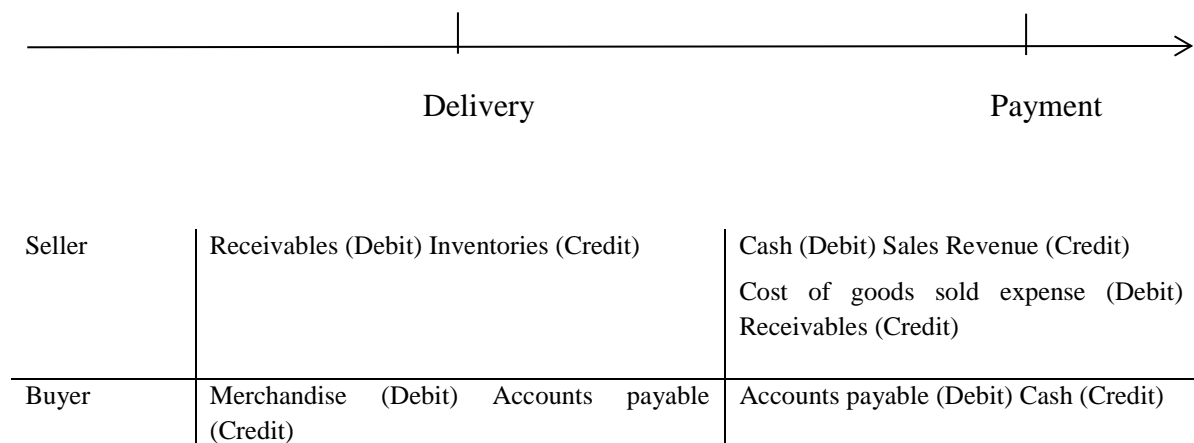 Delivery Payment
Seller Receivables (Debit) Inventories (Credit) Cash (Debit) Sales Revenue (Credit)
Cost of goods sold expense (Debit)
Receivables (Credit)
Buyer Merchandise (Debit) Accounts payable Accounts payable (Debit) Cash (Credit)
(Credit)